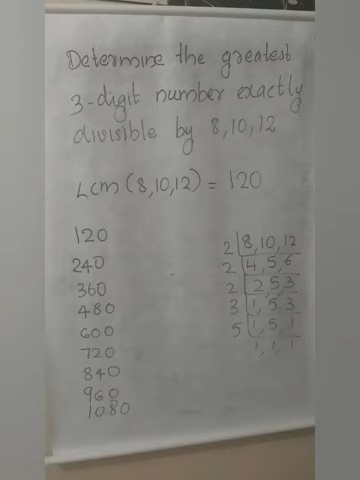 Determine the greatest
3-digit number exactly
divisible by 8,10,12
LCM (8,10,12) = 120
120
240
360
480
600
720
840
960
1080
2 8, 10, 12
2 4, 5, 6
2 2 5, 3
3 1, 5, 3
5 1, 5, 1
1, 1, 1